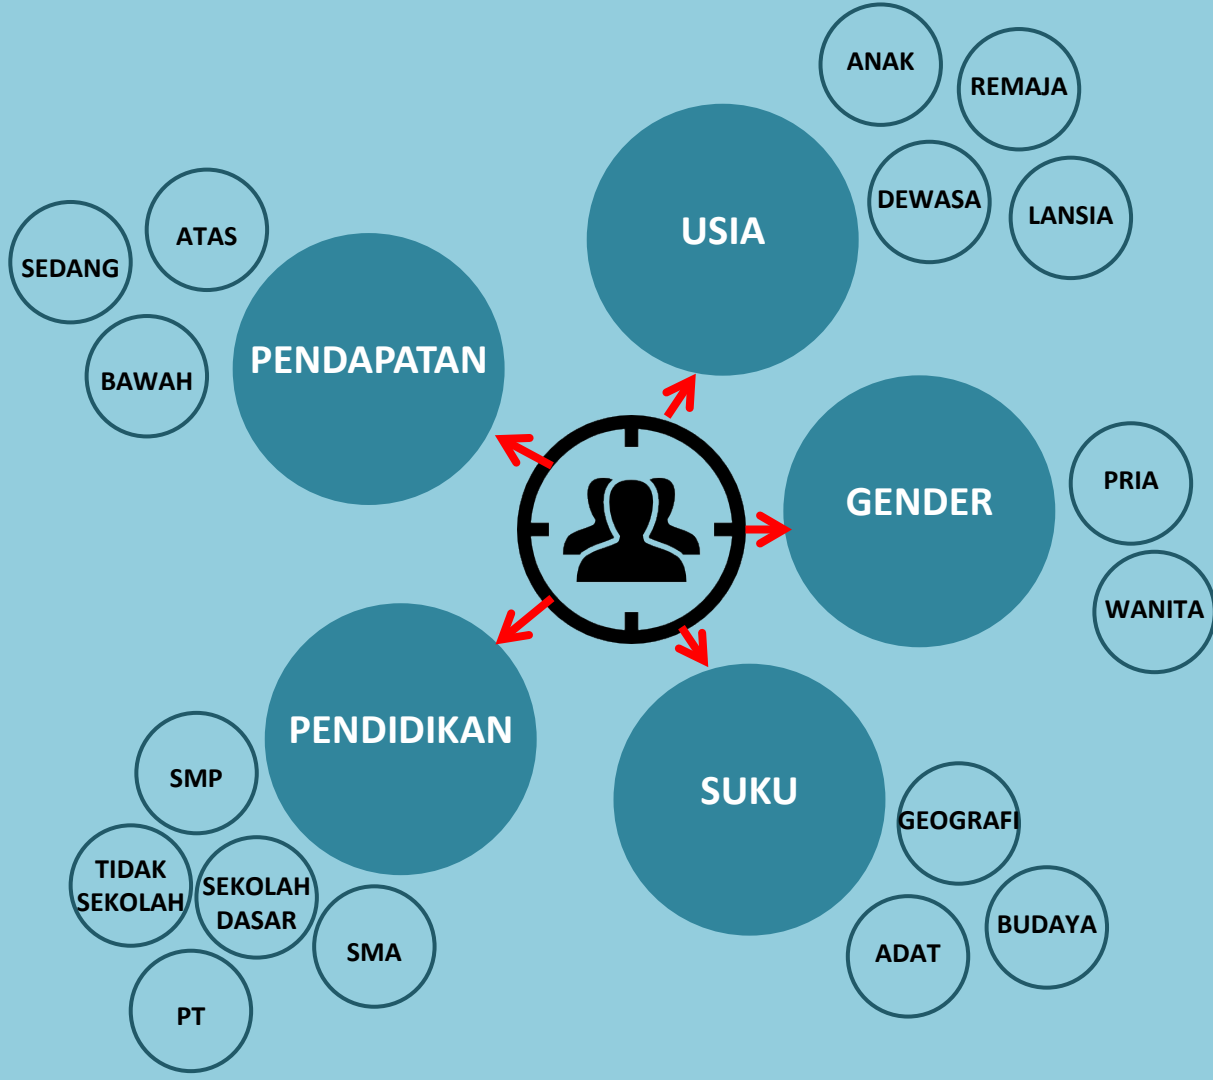 ANAK
REMAJA
DEWASA
LANSIA
USIA
ATAS
SEDANG
BAWAH
PENDAPATAN
GENDER
PRIA
WANITA
PENDIDIKAN
SMP
TIDAK
SEKOLAH
SEKOLAH
DASAR
SMA
PT
SUKU
GEOGRAFI
BUDAYA
ADAT